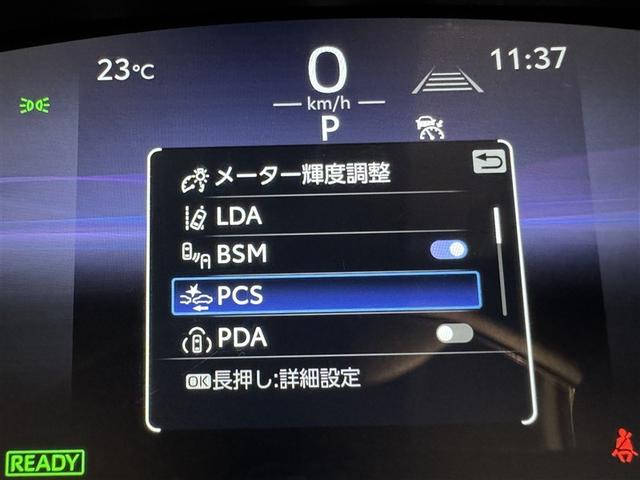 23℃
0
km/h
P
11:37
メーター輝度調整
LDA
BSM
PCS
PDA
OK長押し:詳細設定
READY